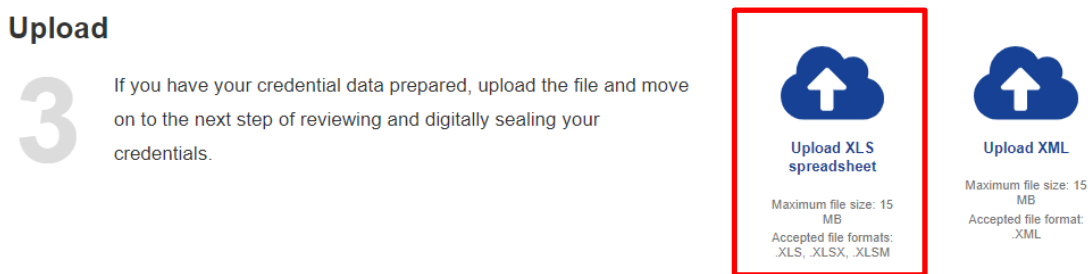 Upload
3
If you have your credential data prepared, upload the file and move
on to the next step of reviewing and digitally sealing your
credentials.
Upload XLS
spreadsheet
Maximum file size: 15
MB
Accepted file formats:
.XLS, .XLSX, .XLSM
Upload XML
Maximum file size: 15
MB
Accepted file format:
.XML